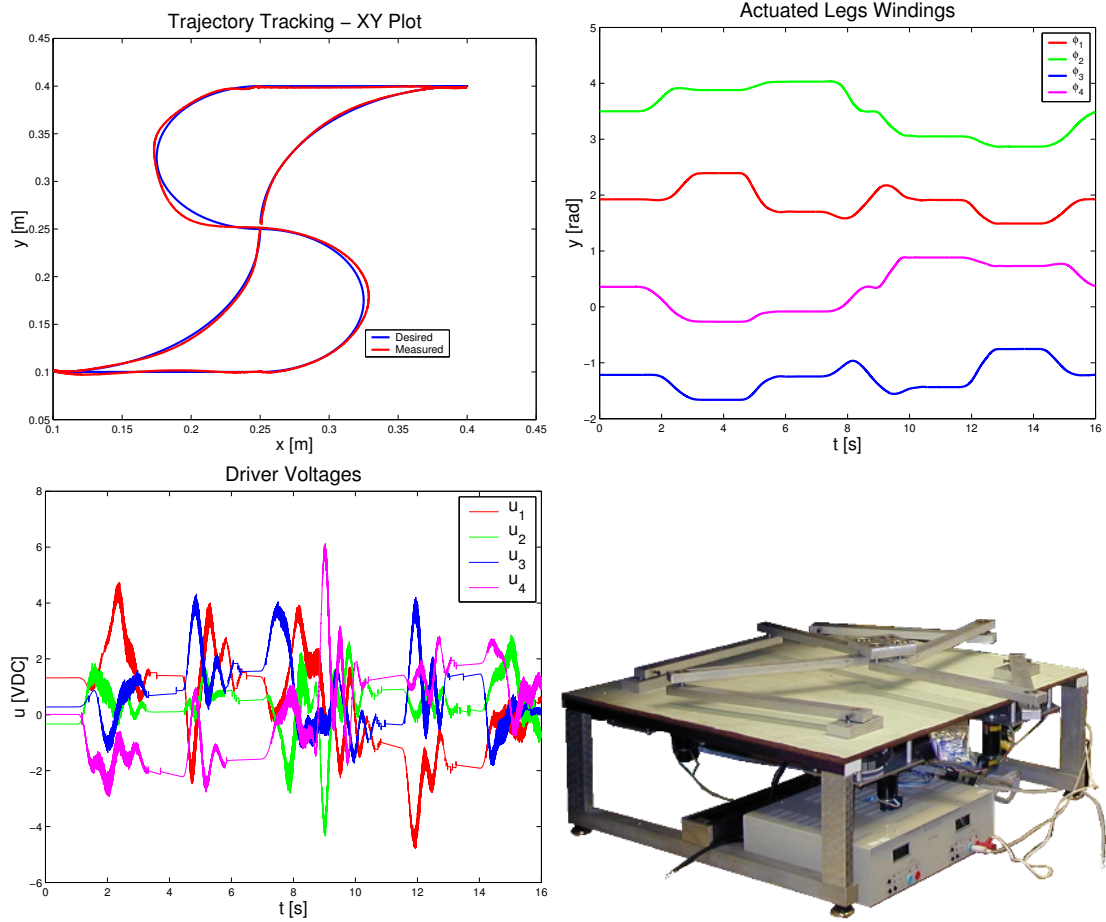 Trajectory Tracking – XY Plot
0.45
0.4
0.35
0.3
0.25
0.2
0.15
0.1
0.05
y [m]
Desired
Measured
0.1 0.15 0.2 0.25 0.3 0.35 0.4 0.45
x [m]
Actuated Legs Windings
5
4
3
2
1
0
−1
−2
y [rad]
ϕ1
ϕ2
ϕ3
ϕ4
0 2 4 6 8 10 12 14 16
t [s]
Driver Voltages
8
6
4
2
0
−2
−4
−6
u [VDC]
u_1
u_2
u_3
u_4
0 2 4 6 8 10 12 14 16
t [s]